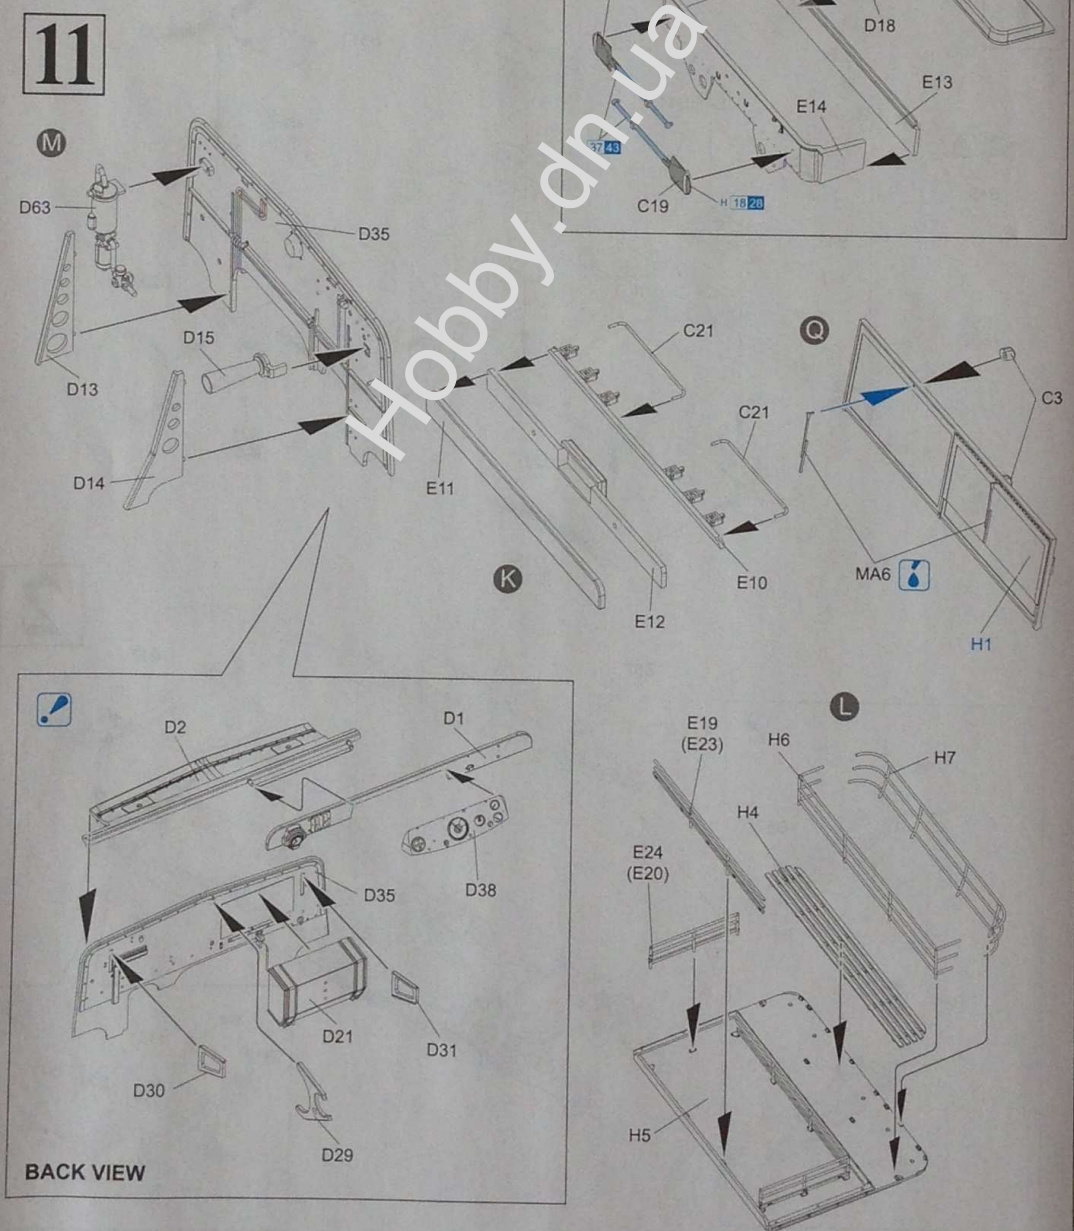 11
D18
E13
E14
37 43
C19
H 18 28
M
D63
D35
D15
D13
D14
E11
C21
C21
E10
E12
K
Q
C3
MA6
H1
Hobby.dn.ua
D2
D1
D35
D38
D21
D31
D30
D29
BACK VIEW
L
E19
(E23)
H6
H7
H4
E24
(E20)
H5